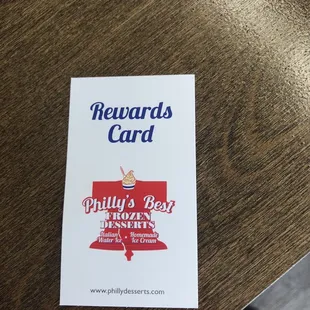 Rewards
Card
Philly's Best
FROZEN
DESSERTS
Italian Homemade
Water Ice Ice Cream
www.phillydesserts.com